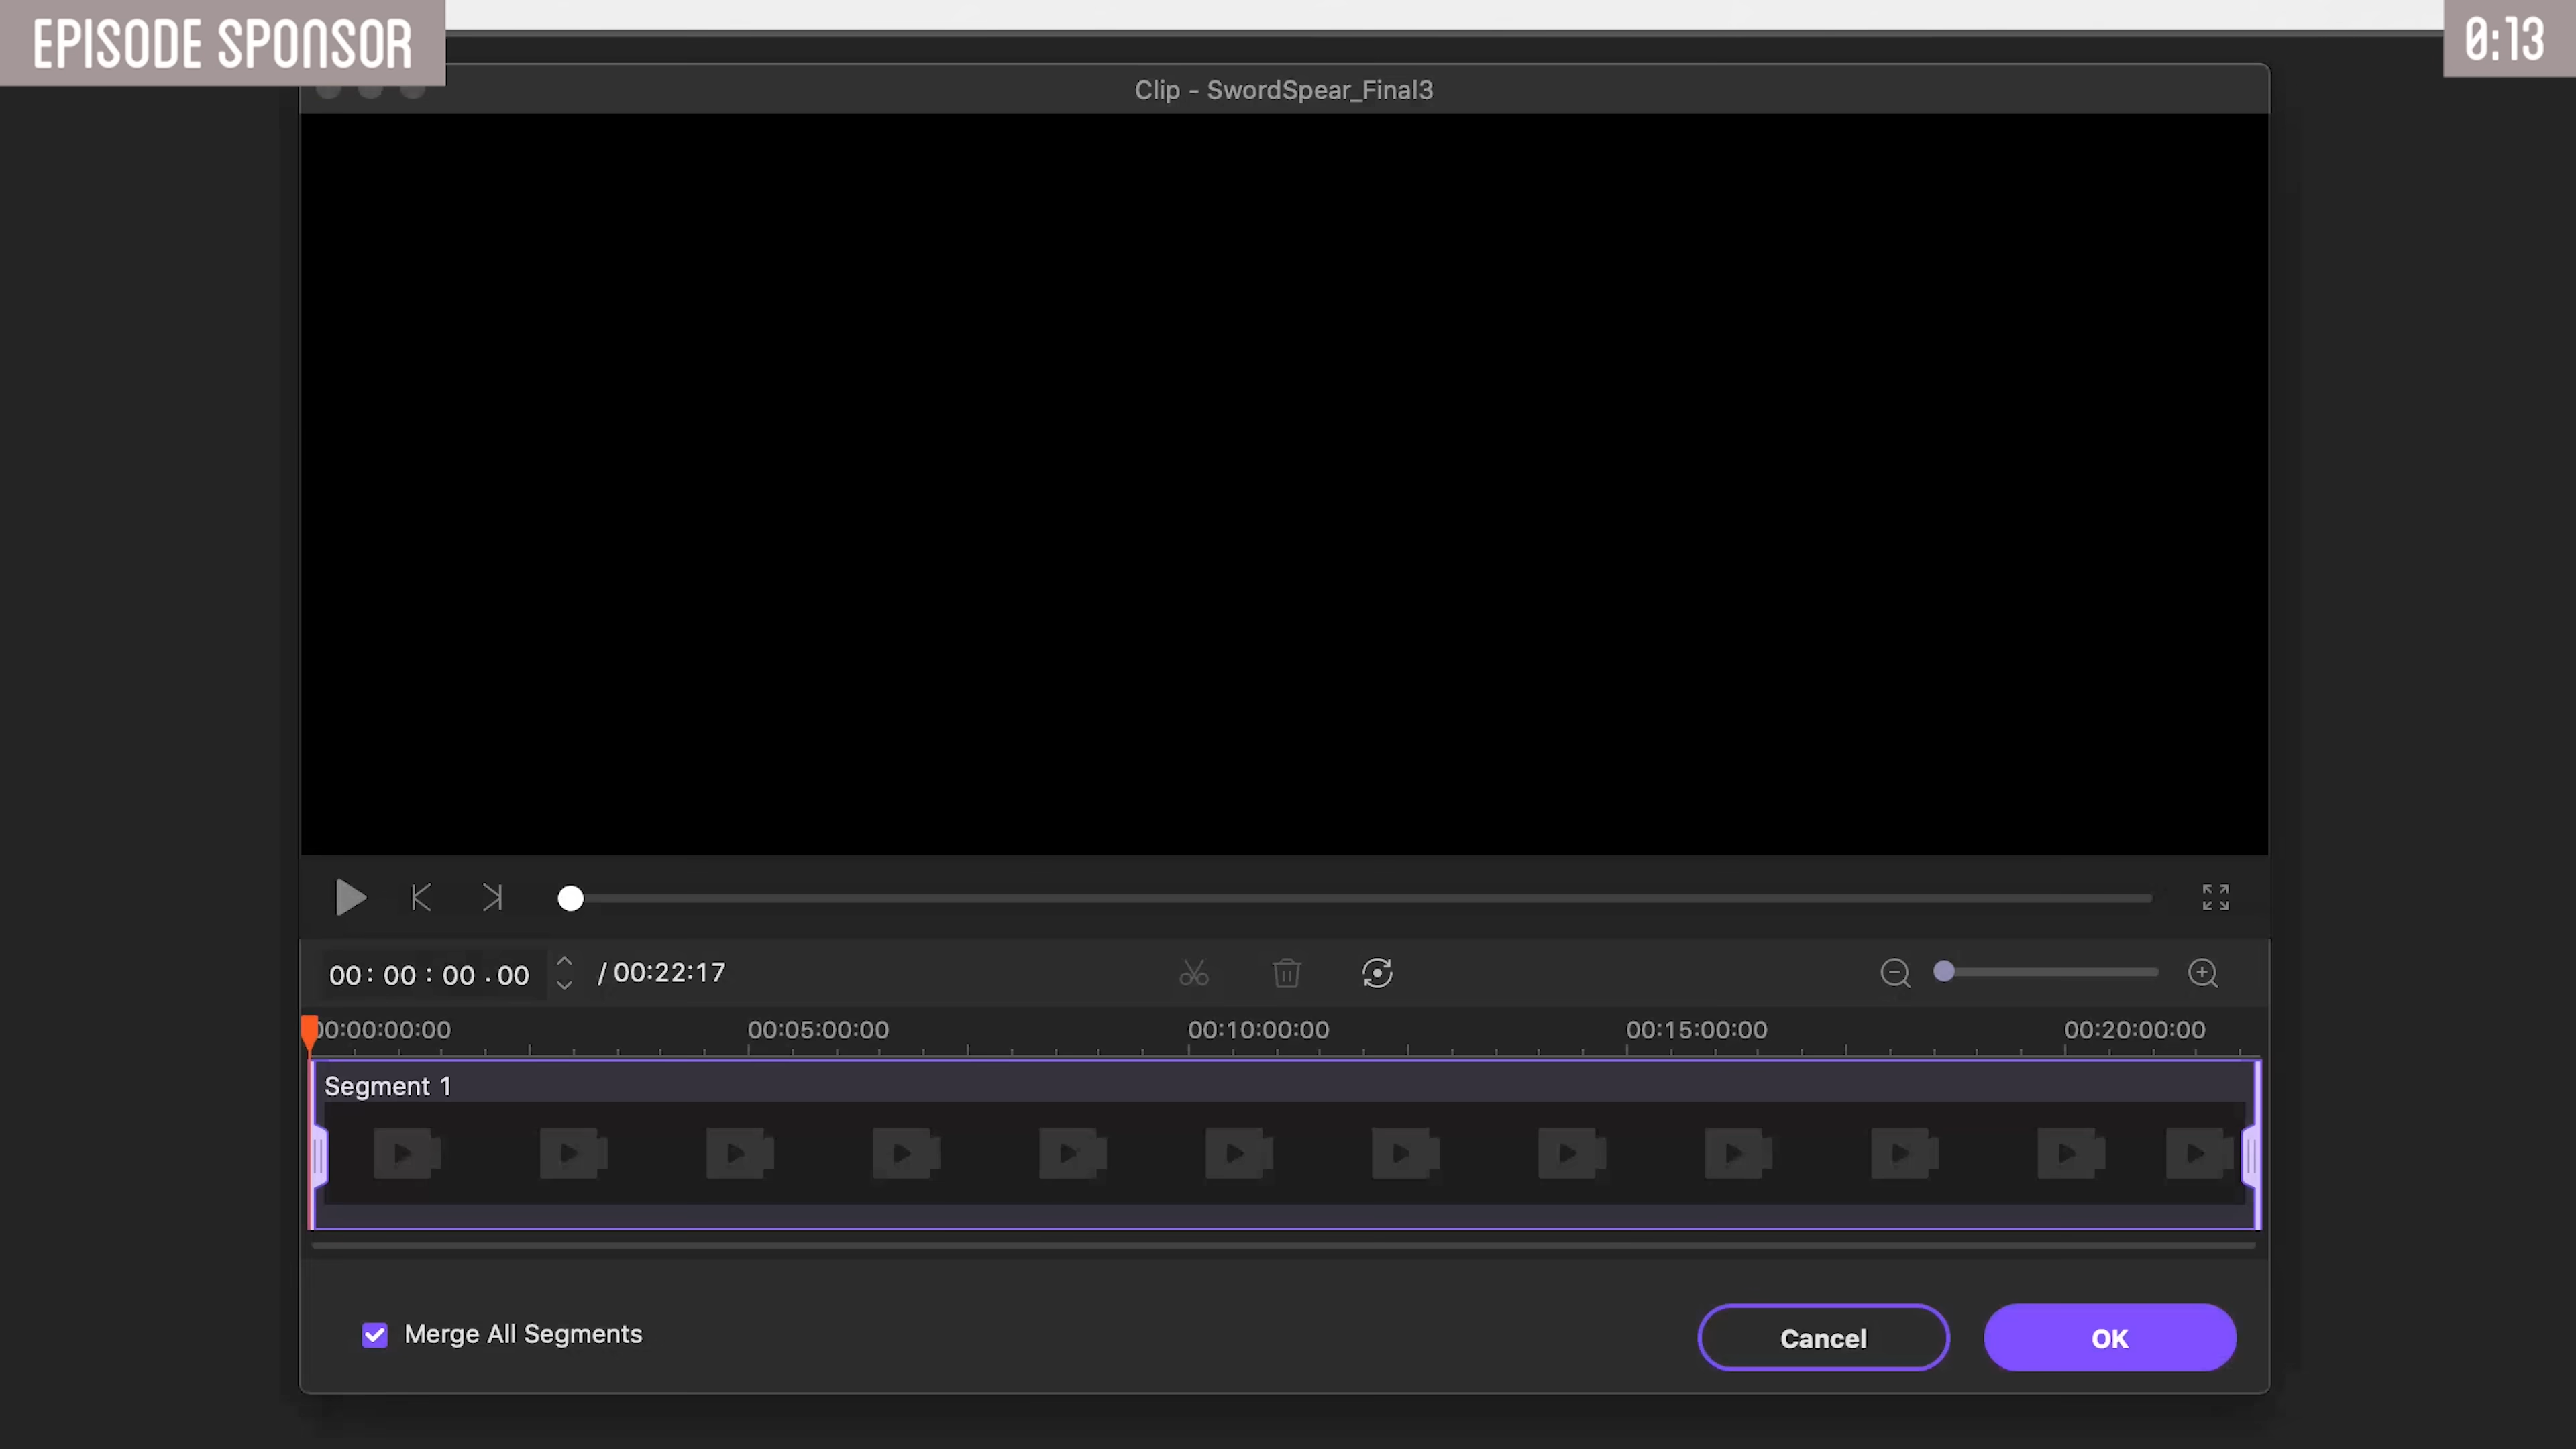 EPISODE SPONSOR
0:13
Clip - SwordSpear_Final3
00: 00 : 00 .00
/ 00:22:17
00:00:00:00
00:05:00:00
00:10:00:00
00:15:00:00
00:20:00:00
Segment 1
Merge All Segments
Cancel
OK